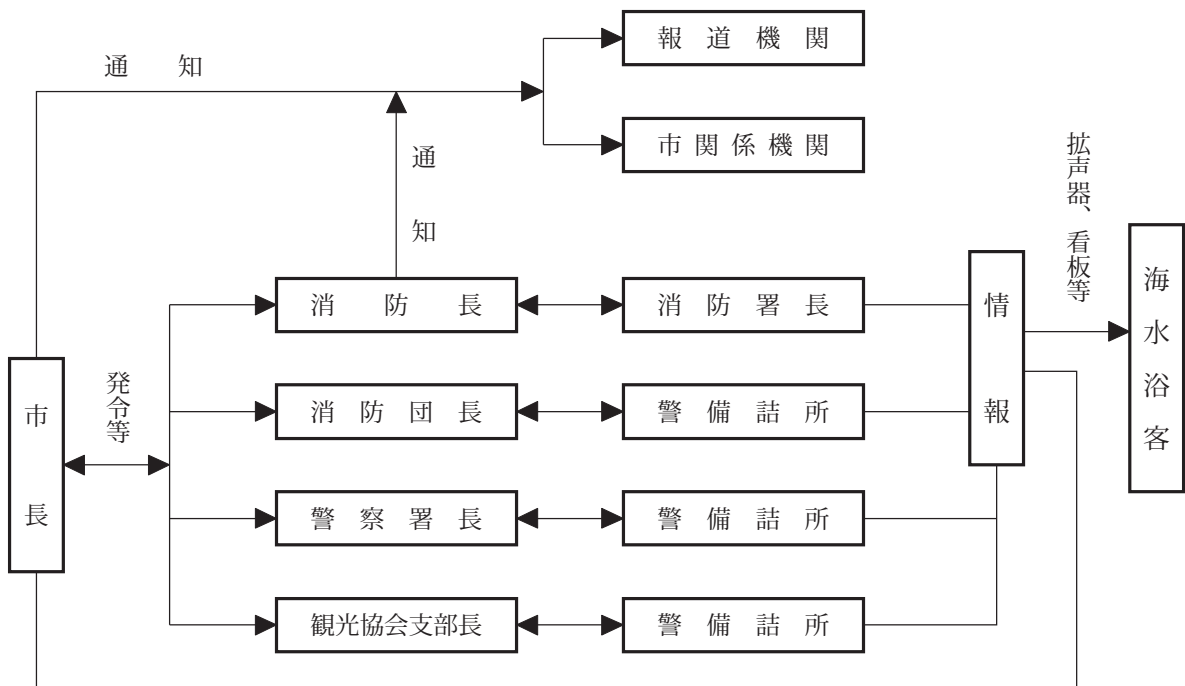 報道機関
通知
市関係機関
通知
拡声器、看板等
海水浴客
消防長
消防署長
情報
発令等
市長
消防団長
警備詰所
警察署長
警備詰所
観光協会支部長
警備詰所